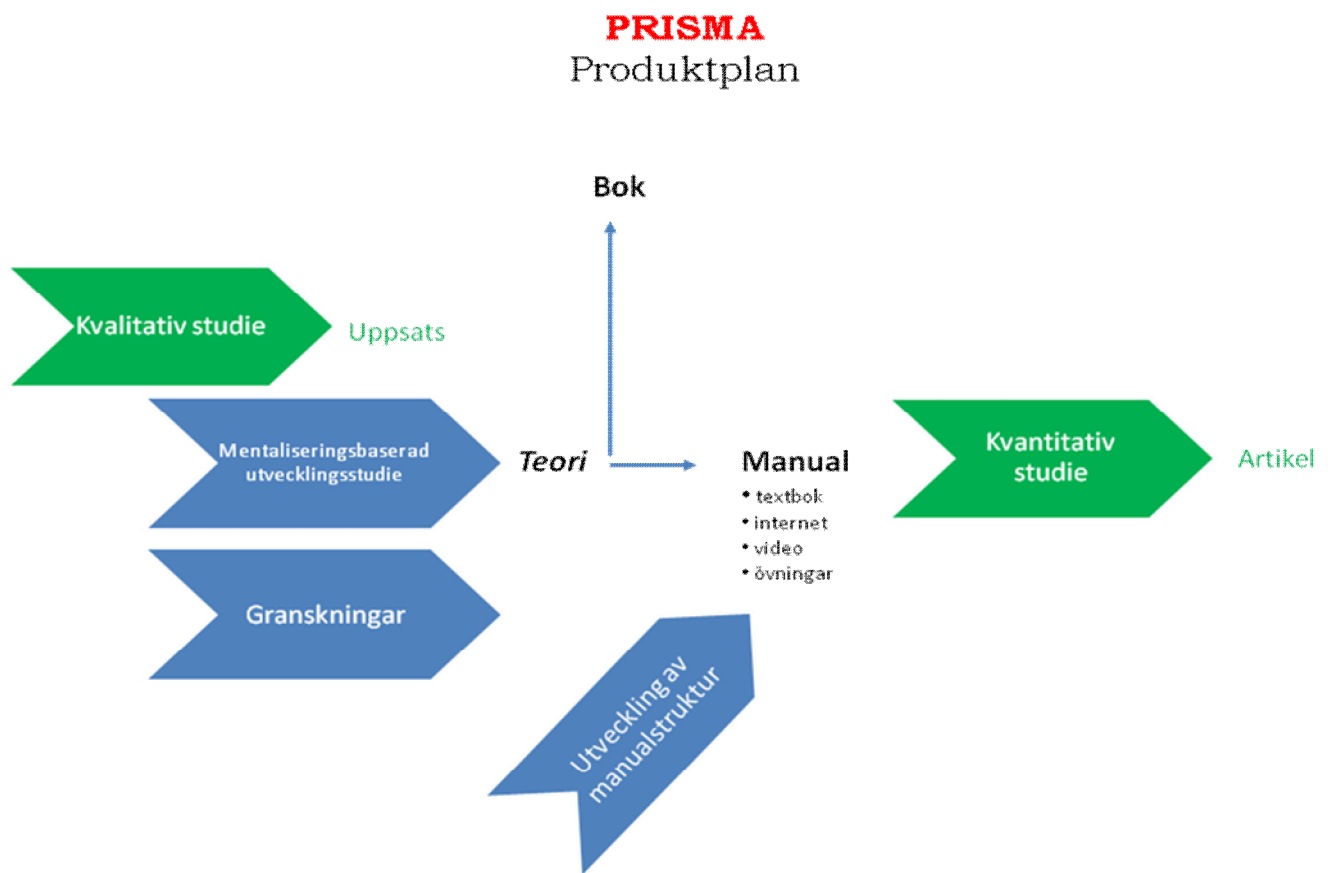 PRISMA
Produktplan
Bok
Kvalitativ studie
Uppsats
Mentaliseringsbaserad
utvecklingsstudie
Teori
Manual
• textbok
• internet
• video
• övningar
Kvantitativ
studie
Artikel
Granskningar
Utveckling av
manualstruktur